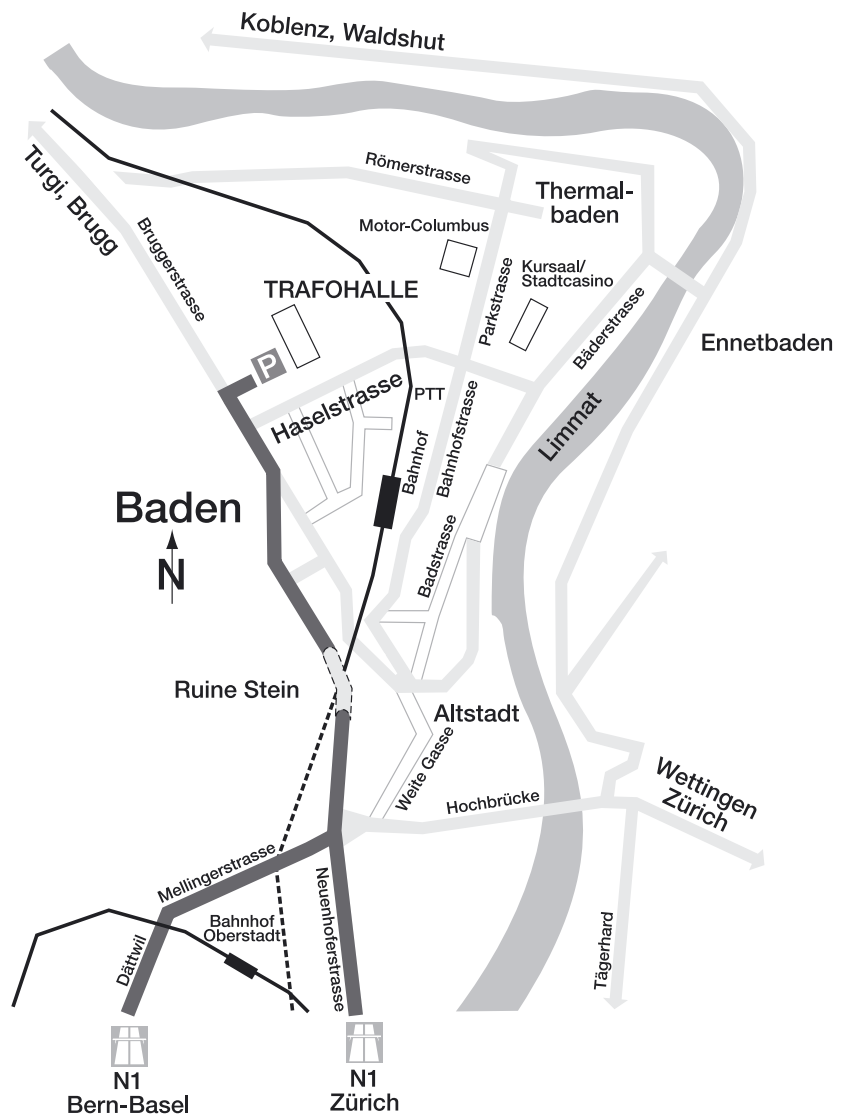 Koblenz, Waldshut
Turgi, Brugg
Römerstrasse
Thermal-
baden
Bruggerstrasse
Motor-Columbus
Kursaal/
Stadtcasino
Parkstrasse
TRAFOHALLE
Bäderstrasse
Ennetbaden
P
Haselstrasse
PTT
Limmat
Bahnhof
Bahnhofstrasse
Baden
N
Badstrasse
Ruine Stein
Altstadt
Weite Gasse
Hochbrücke
Wettingen
Zürich
Mellingerstrasse
Neuenhoferstrasse
Bahnhof
Oberstadt
Dättwil
Tägerhard
N1
Bern-Basel
N1
Zürich